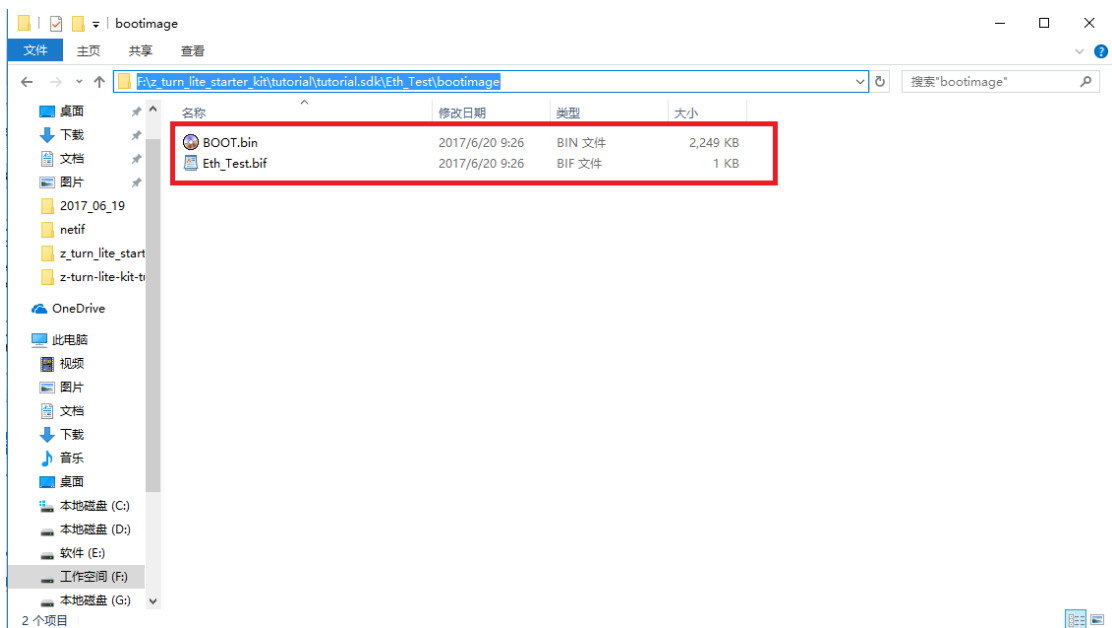 bootimage
文件 主页 共享 查看
F:\z_turn_lite_starter_kit\tutorial\tutorial.sdk\Eth_Test\bootimage 搜索"bootimage"
名称 修改日期 类型 大小
BOOT.bin 2017/6/20 9:26 BIN 文件 2,249 KB
Eth_Test.bif 2017/6/20 9:26 BIF 文件 1 KB
桌面
下载
文档
图片
2017_06_19
netif
z_turn_lite_start
z-turn-lite-kit-tu
OneDrive
此电脑
视频
图片
文档
下载
音乐
桌面
本地磁盘 (C:)
本地磁盘 (D:)
软件 (E:)
工作空间 (F:)
本地磁盘 (G:)
2 个项目